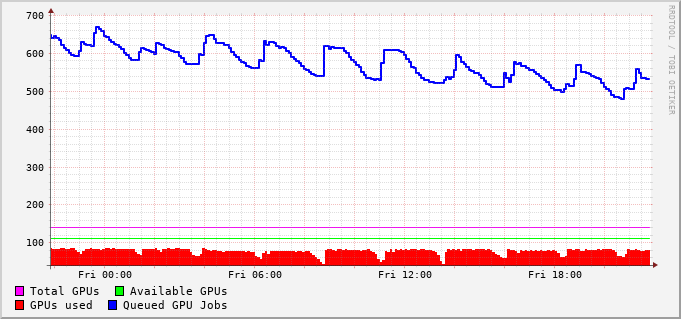 700
600
500
400
300
200
100
Fri 00:00 Fri 06:00 Fri 12:00 Fri 18:00
Total GPUs Available GPUs
GPUs used Queued GPU Jobs
RRDTOOL / TOBI OETIKER